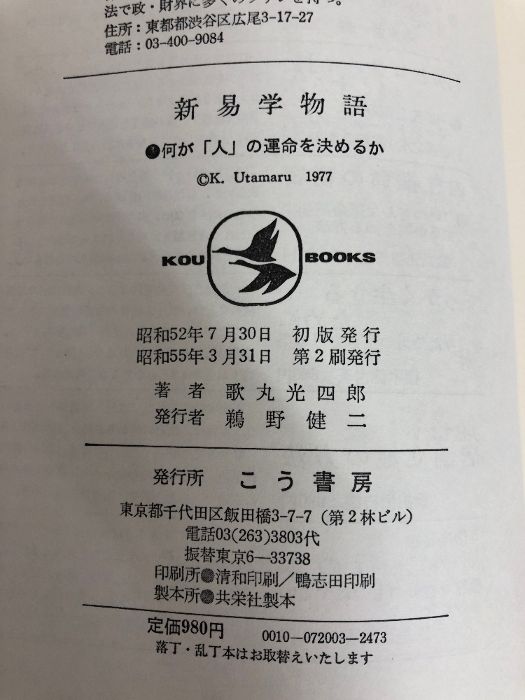 法で政・財界に多くのファンを持つ。
住所：東都都渋谷区広尾3-17-27
電話：03-400-9084
新易学物語
●何が「人」の運命を決めるか
©K. Utamaru 1977
KOU BOOKS
昭和52年7月30日 初版発行
昭和55年3月31日 第2刷発行
著者 歌丸光四郎
発行者 鵜野健二
発行所 こう書房
東京都千代田区飯田橋3-7-7（第2林ビル）
電話03(263)3803代
振替東京6―33738
印刷所●清和印刷／鴨志田印刷
製本所●共栄社製本
定価980円 0010-072003-2473
落丁・乱丁本はお取替えいたします